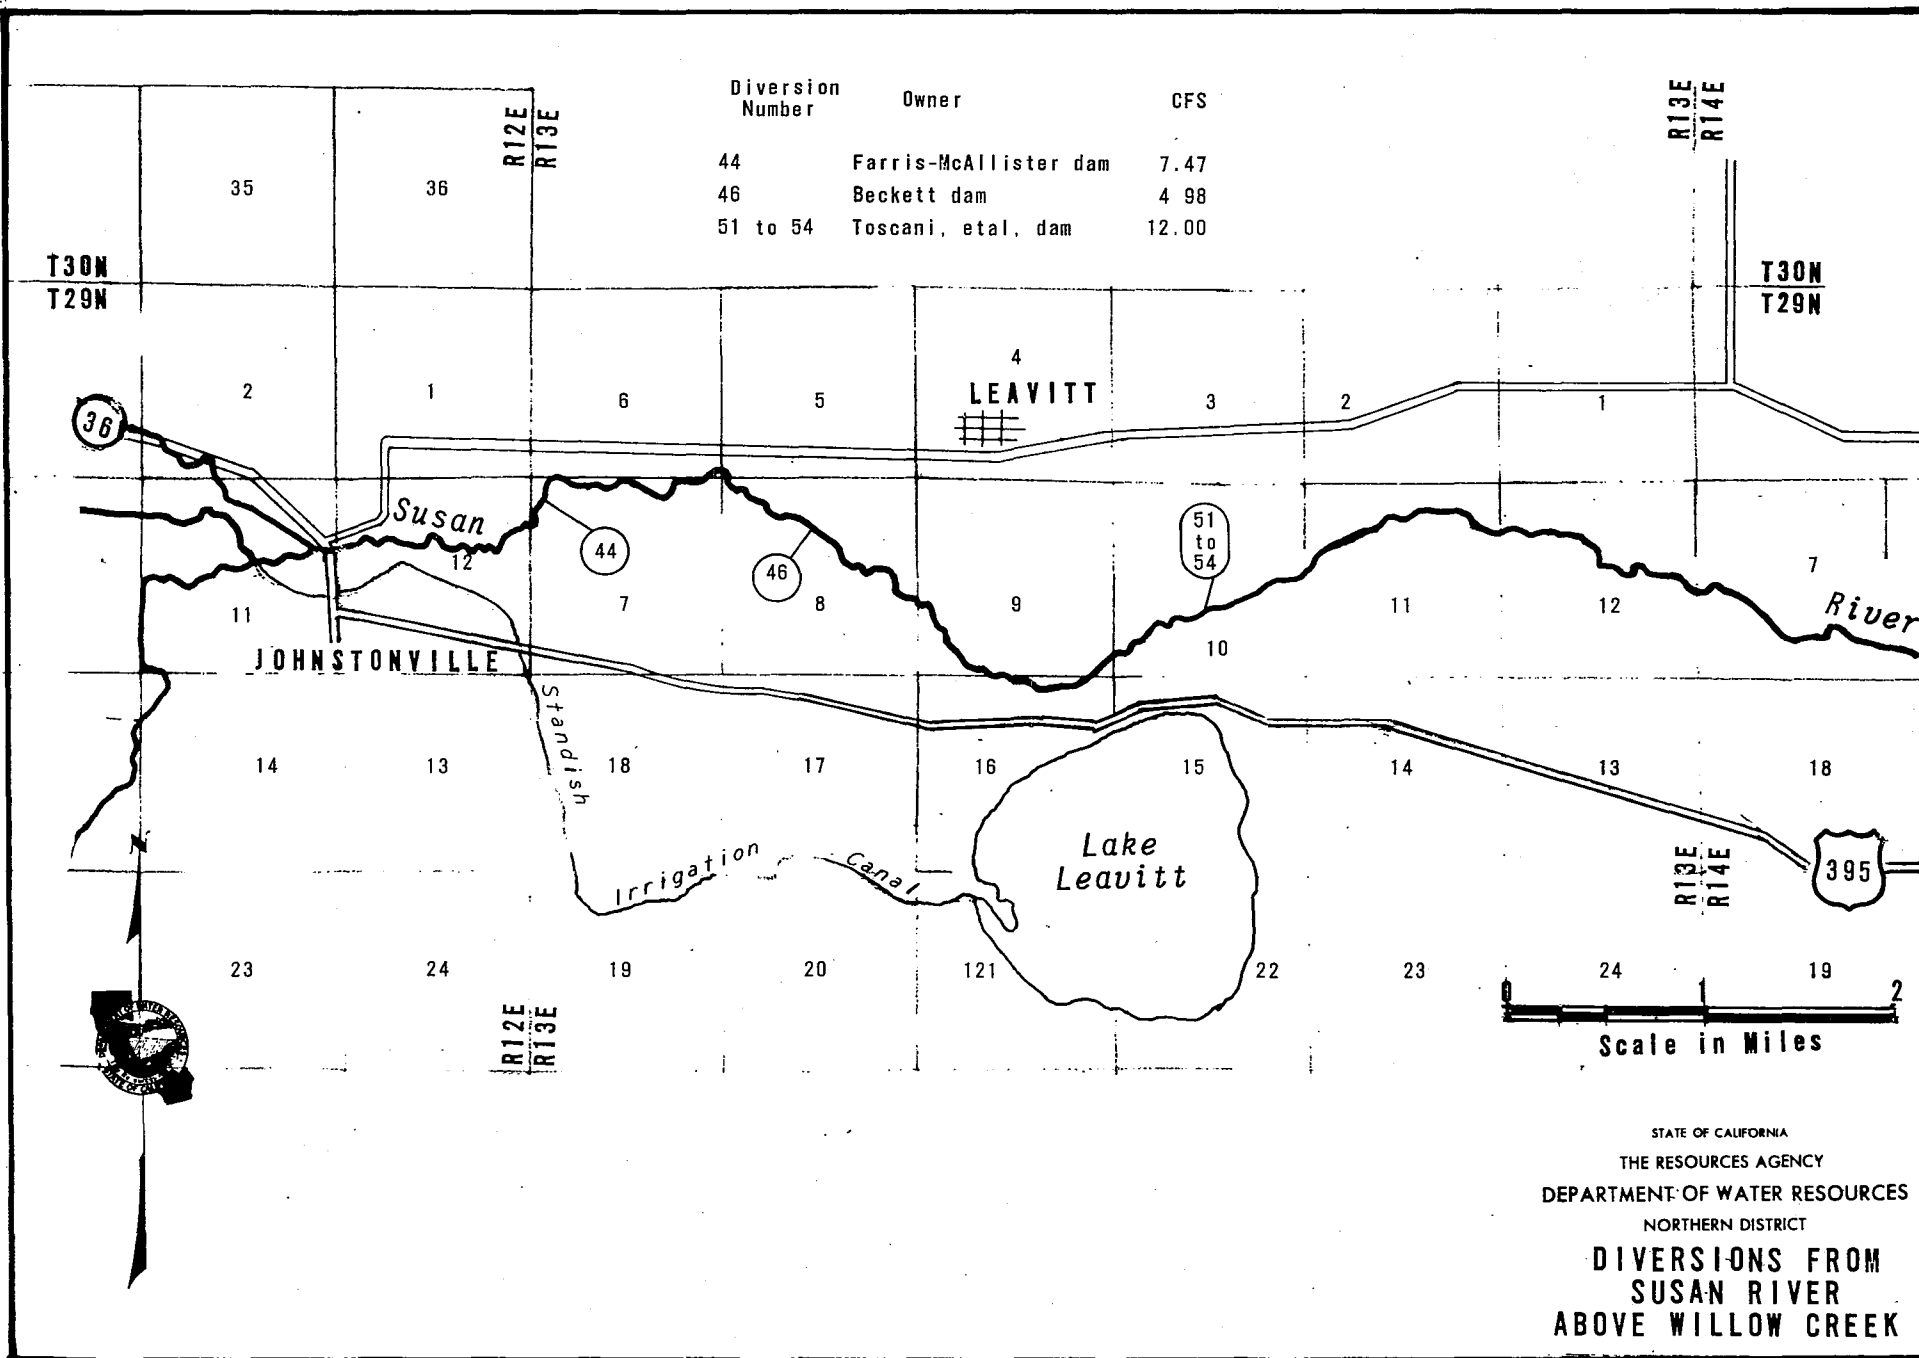 Diversion Number Owner CFS
44 Farris-McAllister dam 7.47
46 Beckett dam 4 98
51 to 54 Toscani, etal, dam 12.00
R12E R13E
R13E R14E
35 36
T30N
T29N
T30N
T29N
4
LEAVITT
2 1 6 5 3 2 1
36
Susan
44
46
51
to
54
12
7
River
11 7 8 9 11 12
10
JOHNSTONVILLE
Standish
14 13 18 17 16 15 14 13 18
Irrigation Canal
Lake
Leavitt
R13E R14E
395
N
23 24 19 20 121 22 23 24 19
R12E R13E
0 1 2
Scale in Miles
STATE OF CALIFORNIA
THE RESOURCES AGENCY
DEPARTMENT OF WATER RESOURCES
NORTHERN DISTRICT
DIVERSIONS FROM
SUSAN RIVER
ABOVE WILLOW CREEK